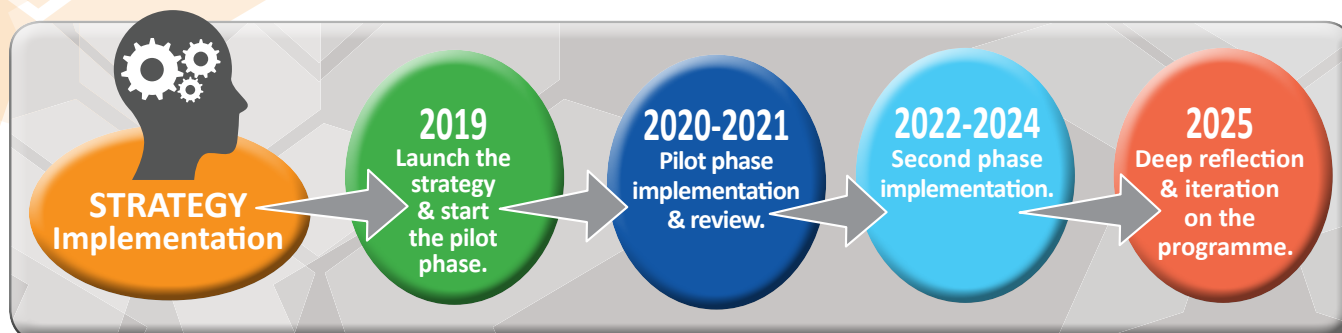 STRATEGY
Implementation
2019
Launch the
strategy
& start
the pilot
phase.
2020-2021
Pilot phase
implementation
& review.
2022-2024
Second phase
implementation.
2025
Deep reflection
& iteration
on the
programme.